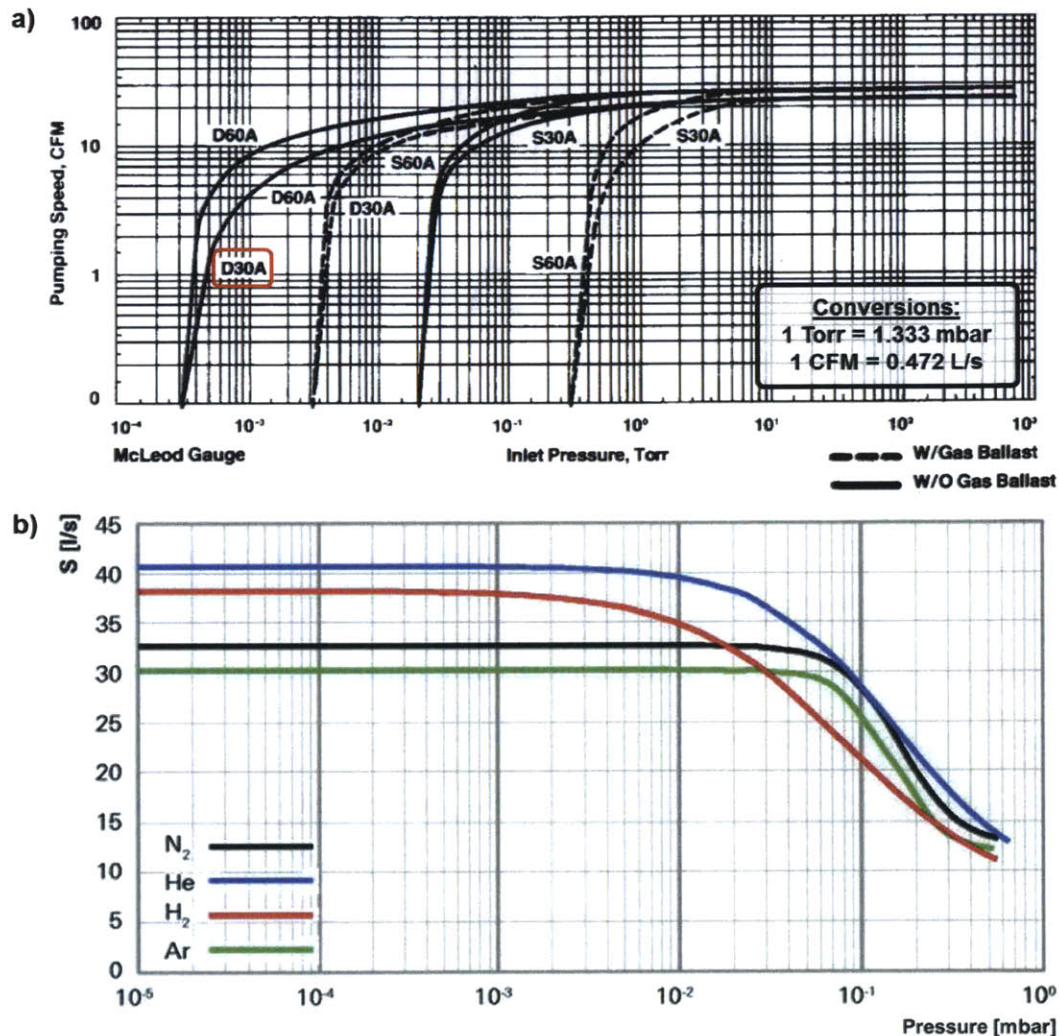 a)
100
10
1
0
Pumping Speed, CFM
D60A
D30A
D60A
D30A
S60A
S30A
S30A
S60A
Conversions:
1 Torr = 1.333 mbar
1 CFM = 0.472 L/s
10⁻⁴ 10⁻³ 10⁻² 10⁻¹ 10⁰ 10¹ 10² 10³
McLeod Gauge Inlet Pressure, Torr W/Gas Ballast
W/O Gas Ballast
b)
S [l/s]
45
40
35
30
25
20
15
10
5
0
N₂
He
H₂
Ar
10⁻⁵ 10⁻⁴ 10⁻³ 10⁻² 10⁻¹ 10⁰
Pressure [mbar]